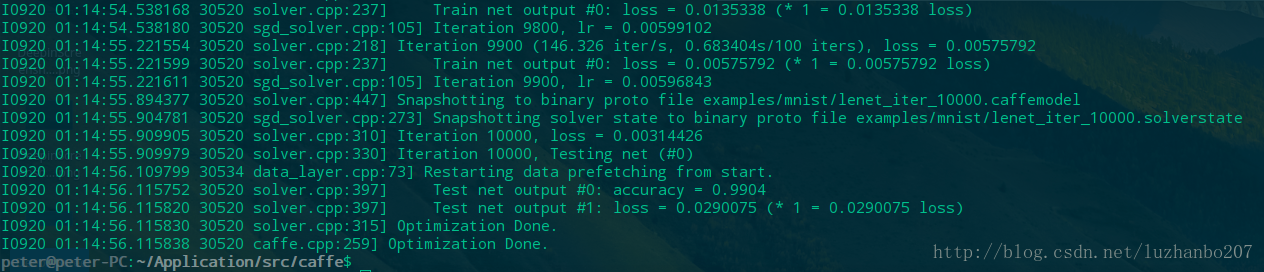 I0920 01:14:54.538168 30520 solver.cpp:237]     Train net output #0: loss = 0.0135338 (* 1 = 0.0135338 loss)
I0920 01:14:54.538180 30520 sgd_solver.cpp:105] Iteration 9800, lr = 0.00599102
I0920 01:14:55.221554 30520 solver.cpp:218] Iteration 9900 (146.326 iter/s, 0.683404s/100 iters), loss = 0.00575792
I0920 01:14:55.221599 30520 solver.cpp:237]     Train net output #0: loss = 0.00575792 (* 1 = 0.00575792 loss)
I0920 01:14:55.221611 30520 sgd_solver.cpp:105] Iteration 9900, lr = 0.00596843
I0920 01:14:55.894377 30520 solver.cpp:447] Snapshotting to binary proto file examples/mnist/lenet_iter_10000.caffemodel
I0920 01:14:55.904781 30520 sgd_solver.cpp:273] Snapshotting solver state to binary proto file examples/mnist/lenet_iter_10000.solverstate
I0920 01:14:55.909905 30520 solver.cpp:310] Iteration 10000, loss = 0.00314426
I0920 01:14:55.909979 30520 solver.cpp:330] Iteration 10000, Testing net (#0)
I0920 01:14:56.109799 30534 data_layer.cpp:73] Restarting data prefetching from start.
I0920 01:14:56.115752 30520 solver.cpp:397]     Test net output #0: accuracy = 0.9904
I0920 01:14:56.115820 30520 solver.cpp:397]     Test net output #1: loss = 0.0290075 (* 1 = 0.0290075 loss)
I0920 01:14:56.115830 30520 solver.cpp:315] Optimization Done.
I0920 01:14:56.115838 30520 caffe.cpp:259] Optimization Done.
peter@peter-PC:~/Application/src/caffe$
http://blog.csdn.net/luzhanbo207